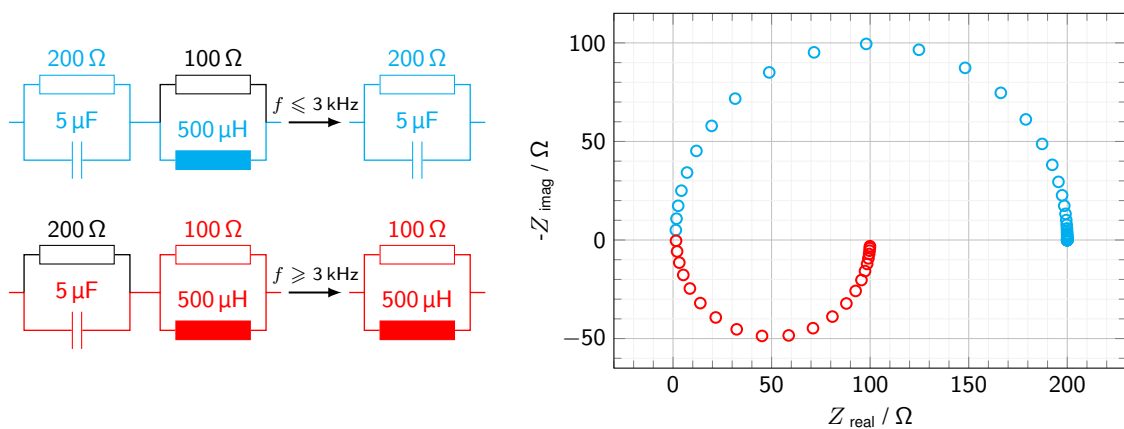 200 Ω 100 Ω 200 Ω
f ⩽ 3 kHz
5 µF 500 µH 5 µF
200 Ω 100 Ω 100 Ω
f ⩾ 3 kHz
5 µF 500 µH 500 µH
100
50
0
−50
-Z imag / Ω
0 50 100 150 200
Z real / Ω